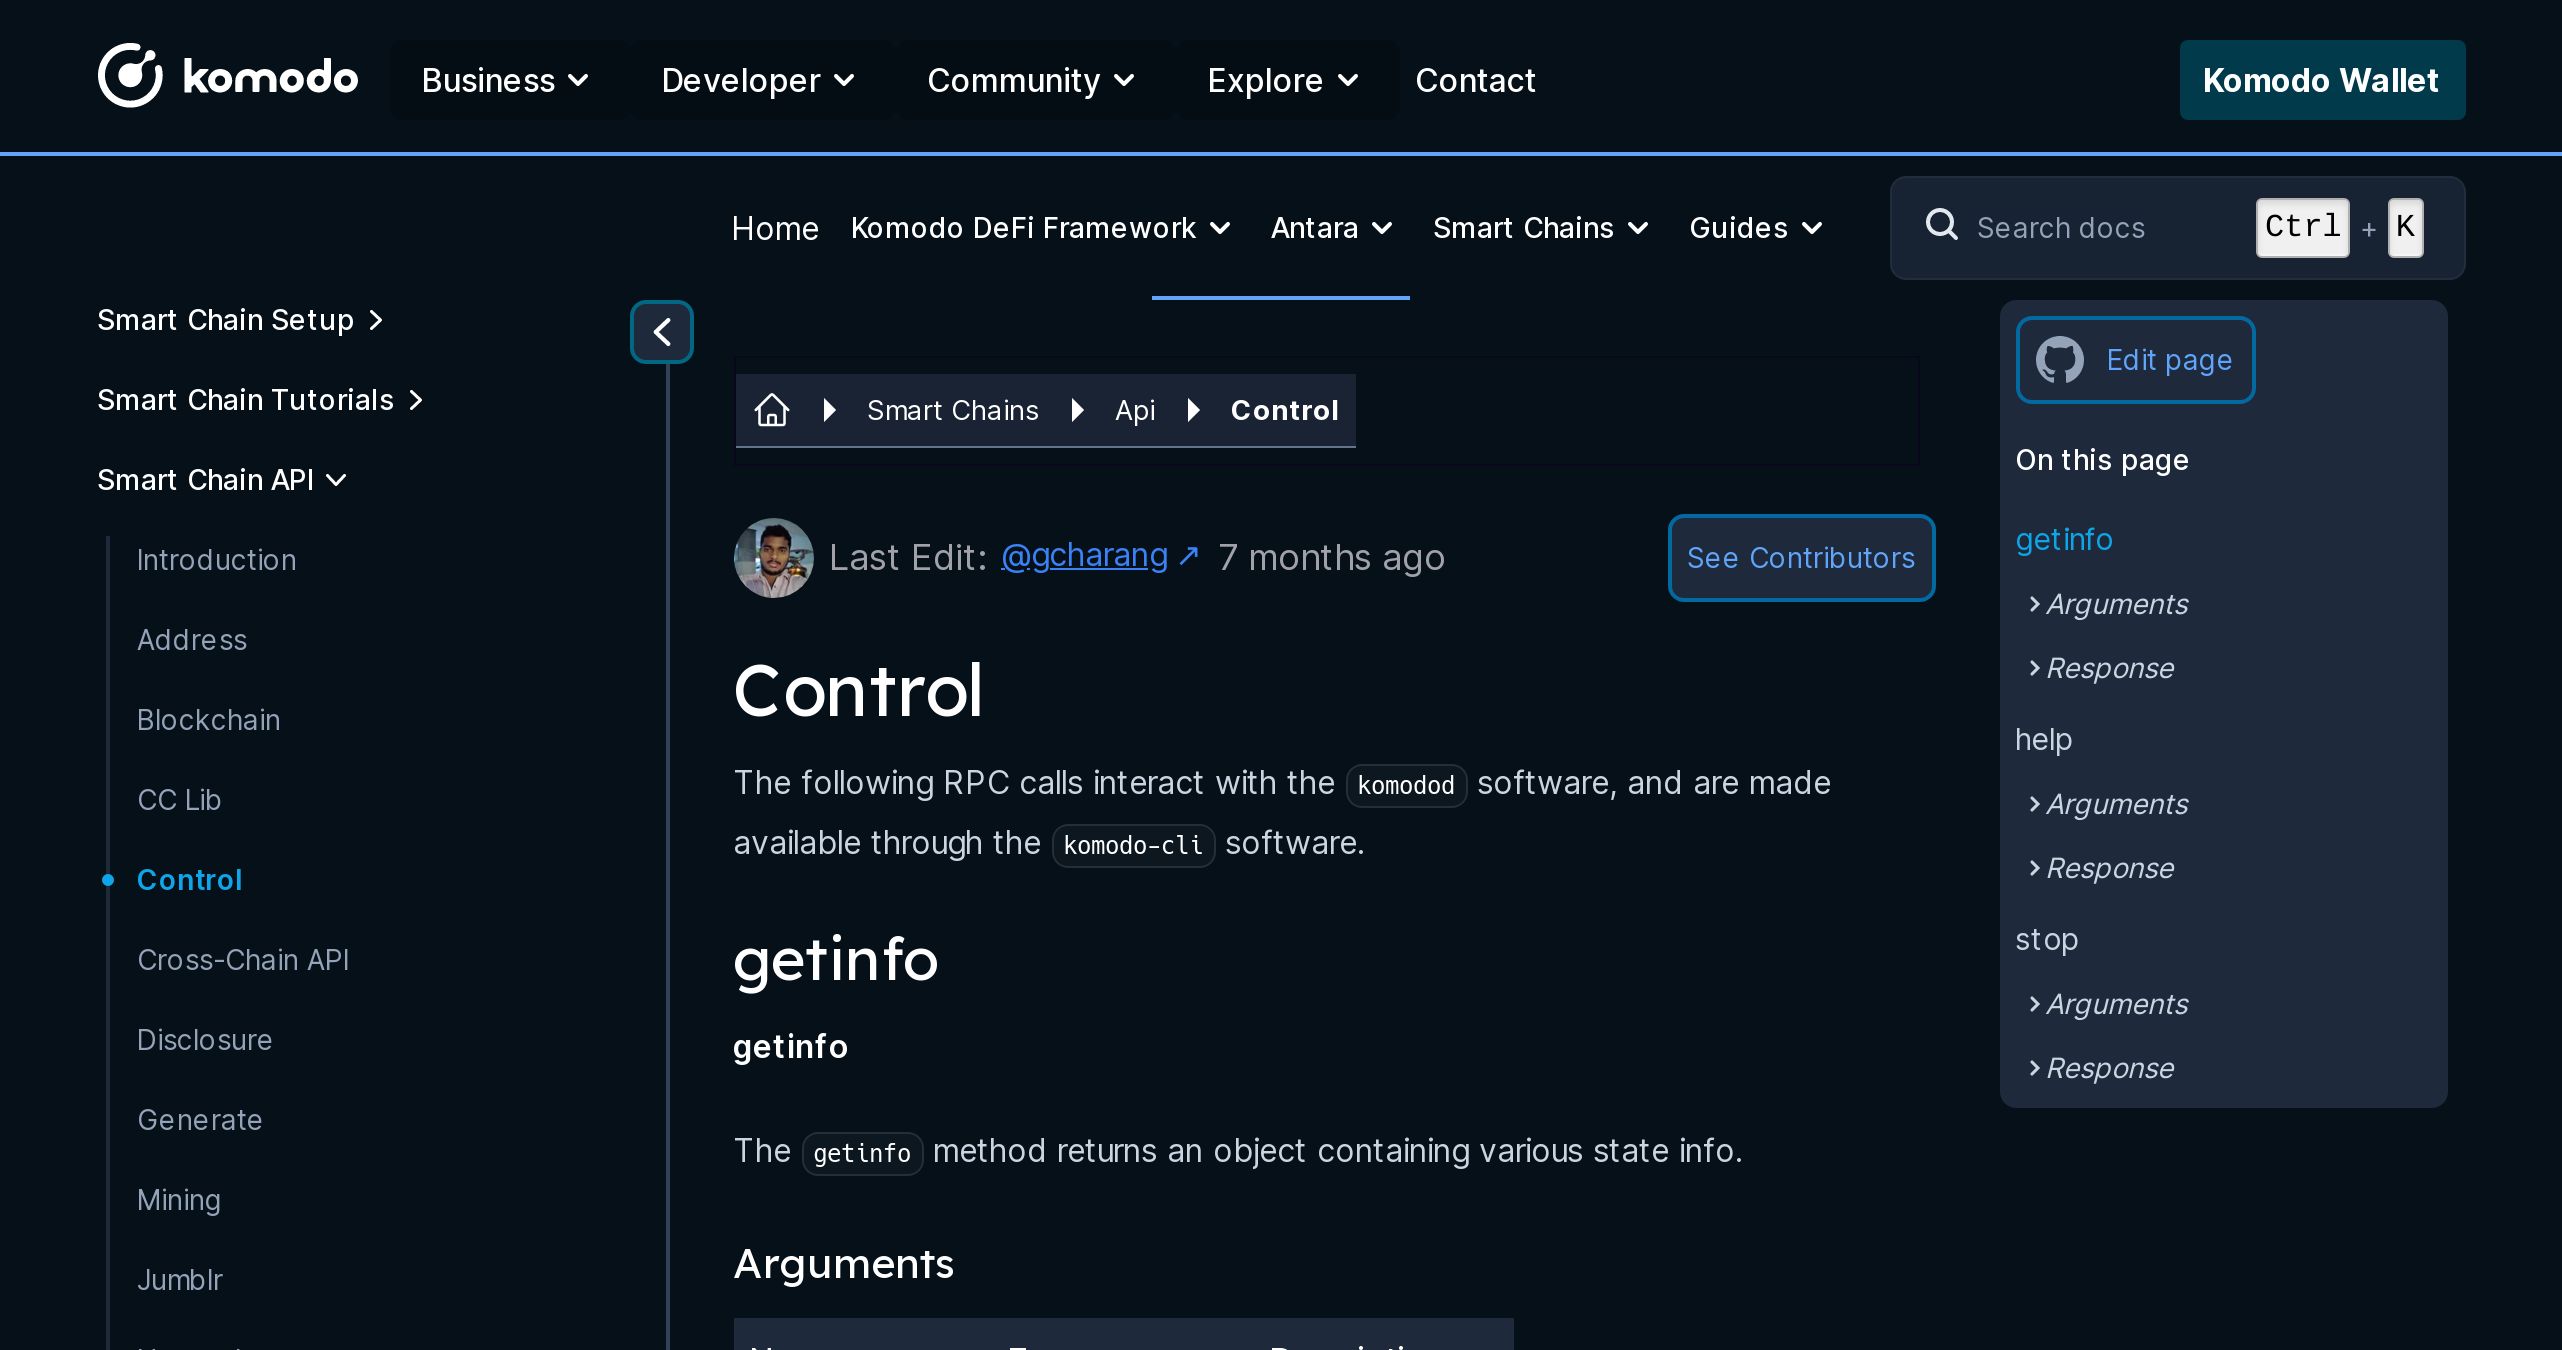 komodo
Business
Developer
Community
Explore
Contact
Komodo Wallet
Home
Komodo DeFi Framework
Antara
Smart Chains
Guides
Search docs
Ctrl + K
Smart Chain Setup
Smart Chain Tutorials
Smart Chain API
Introduction
Address
Blockchain
CC Lib
Control
Cross-Chain API
Disclosure
Generate
Mining
Jumblr
Smart Chains
Api
Control
Last Edit: @gcharang ↗ 7 months ago
See Contributors
Control
The following RPC calls interact with the komodod software, and are made
available through the komodo-cli software.
getinfo
getinfo
The getinfo method returns an object containing various state info.
Arguments
Edit page
On this page
getinfo
Arguments
Response
help
Arguments
Response
stop
Arguments
Response